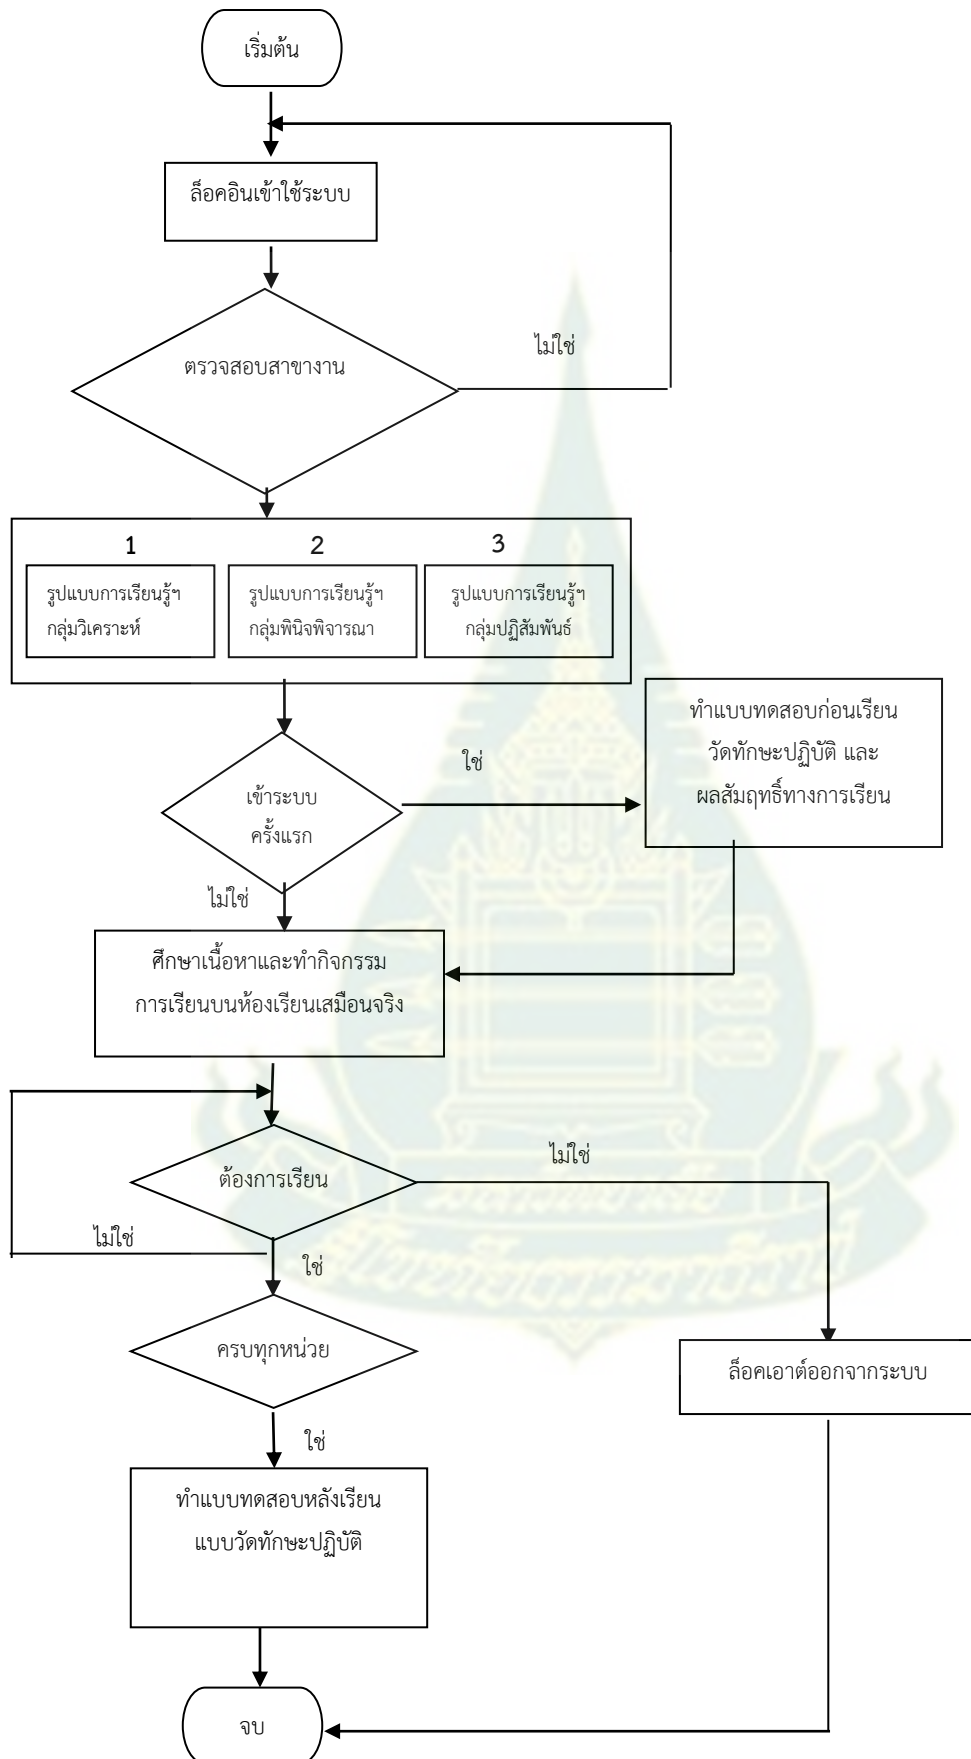 เริ่มต้น
ล็อคอินเข้าใช้ระบบ
ตรวจสอบสาขางาน
ไม่ใช่
1 2 3
รูปแบบการเรียนรู้ฯ
กลุ่มวิเคราะห์
รูปแบบการเรียนรู้ฯ
กลุ่มพินิจพิจารณา
รูปแบบการเรียนรู้ฯ
กลุ่มปฏิสัมพันธ์
เข้าระบบ
ครั้งแรก
ใช่
ทำแบบทดสอบก่อนเรียน
วัดทักษะปฏิบัติ และ
ผลสัมฤทธิ์ทางการเรียน
ไม่ใช่
ศึกษาเนื้อหาและทำกิจกรรม
การเรียนบนห้องเรียนเสมือนจริง
ต้องการเรียน
ไม่ใช่
ไม่ใช่
ใช่
ครบทุกหน่วย
ล็อคเอาต์ออกจากระบบ
ใช่
ทำแบบทดสอบหลังเรียน
แบบวัดทักษะปฏิบัติ
จบ